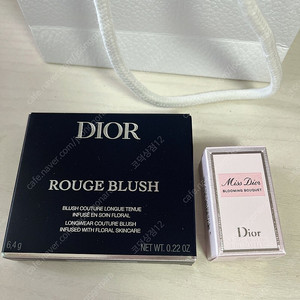 DIOR
ROUGE BLUSH
BLUSH COUTURE LONGUE TENUE
INFUSÉ EN SOIN FLORAL
LONGWEAR COUTURE BLUSH
INFUSED WITH FLORAL SKINCARE
6,4 g
NET WT. 0.22 OZ.
Miss Dior
BLOOMING BOUQUET
Dior